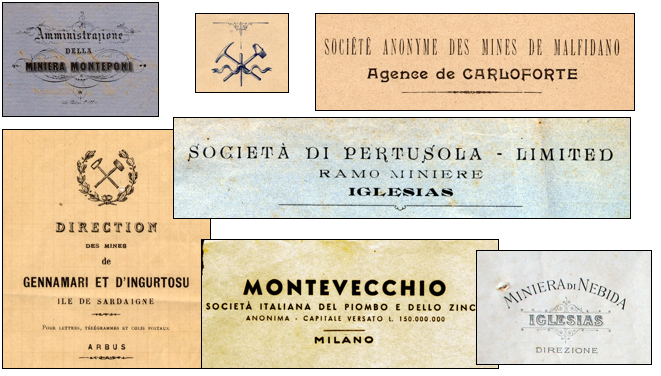 Amministrazione
DELLA
MINIERA MONTEPONI
SOCIÉTÉ ANONYME DES MINES DE MALFIDANO
Agence de CARLOFORTE
SOCIETÀ DI PERTUSOLA - LIMITED
RAMO MINIERE
IGLESIAS
DIRECTION
DES MINES
de
GENNAMARI ET D'INGURTOSU
ILE DE SARDAIGNE
POUR LETTRES, TÉLÉGRAMMES ET COLIS POSTAUX
ARBUS
MONTEVECCHIO
SOCIETÀ ITALIANA DEL PIOMBO E DELLO ZINC
ANONIMA - CAPITALE VERSATO L. 150.000.000
MILANO
MINIERA DI NEBIDA
IGLESIAS
DIREZIONE